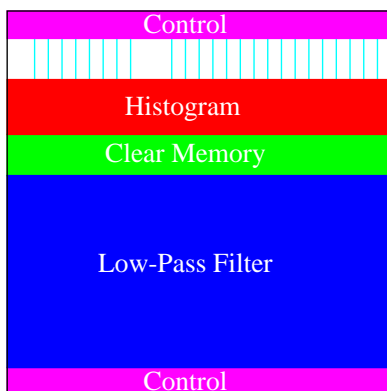 Control
Histogram
Clear Memory
Low-Pass Filter
Control